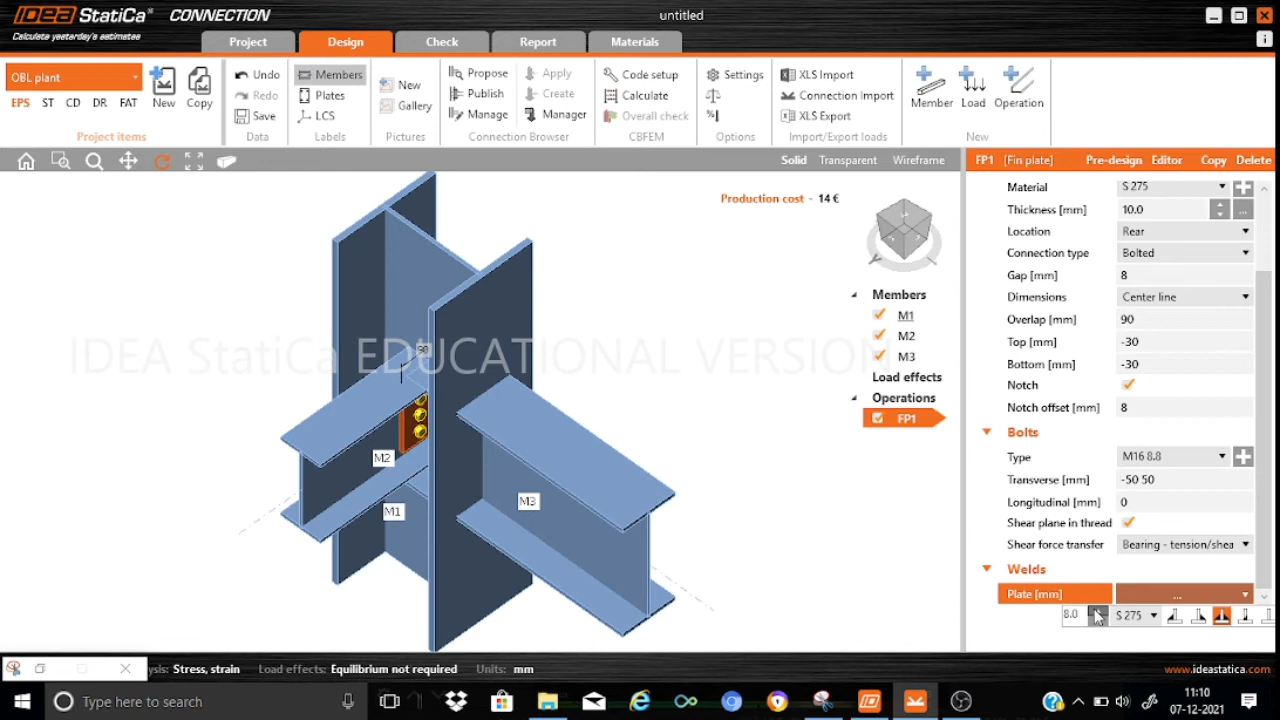 IDEA StatiCa® CONNECTION
Calculate yesterday's estimates
untitled
Project
Design
Check
Report
Materials
OBL plant
EPS ST CD DR FAT
New
Copy
Project items
Undo
Redo
Save
Data
Members
Plates
LCS
Labels
New
Gallery
Pictures
Propose
Publish
Manage
Apply
Create
Manager
Connection Browser
Code setup
Calculate
Overall check
CBFEM
Settings
Options
XLS Import
Connection Import
XLS Export
Import/Export loads
Member
Load
Operation
New
Solid Transparent Wireframe
Production cost - 14 €
IDEA StatiCa EDUCATIONAL VERSION
90
M2
M1
M3
Members
M1
M2
M3
Load effects
Operations
FP1
FP1 [Fin plate] Pre-design Editor Copy Delete
Material S 275
Thickness [mm] 10.0
Location Rear
Connection type Bolted
Gap [mm] 8
Dimensions Center line
Overlap [mm] 90
Top [mm] -30
Bottom [mm] -30
Notch
Notch offset [mm] 8
Bolts
Type M16 8.8
Transverse [mm] -50 50
Longitudinal [mm] 0
Shear plane in thread
Shear force transfer Bearing - tension/shea
Welds
Plate [mm] ...
8.0 S 275
ysis: Stress, strain Load effects: Equilibrium not required Units: mm
www.ideastatica.com
Type here to search
11:10
07-12-2021